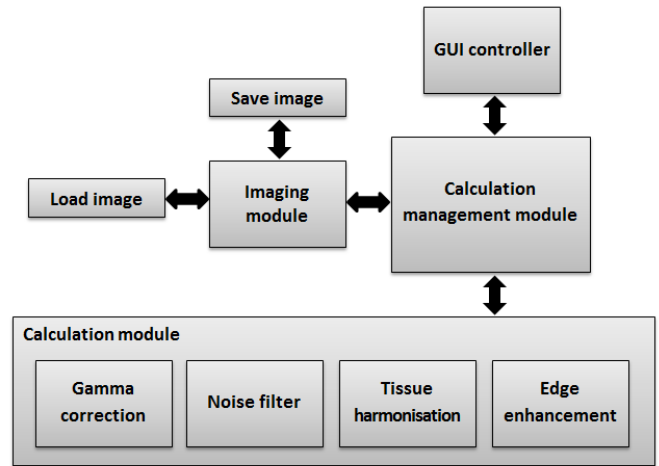 GUI controller
Save image
Load image
Imaging
module
Calculation
management module
Calculation module
Gamma
correction
Noise filter
Tissue
harmonisation
Edge
enhancement